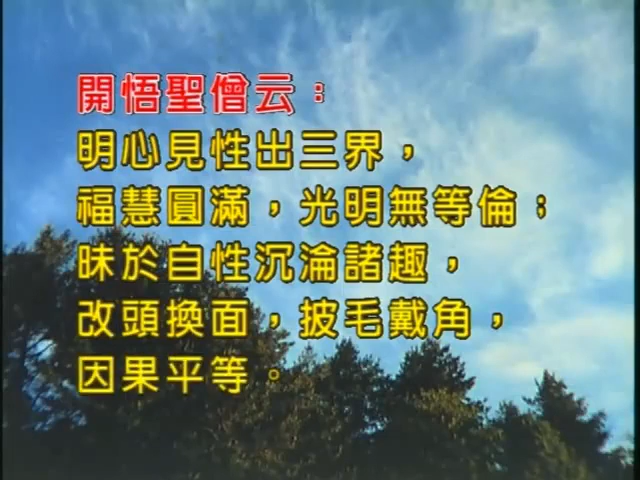 開悟聖僧云：
明心見性出三界，
福慧圓滿，光明無等倫；
昧於自性沉淪諸趣，
改頭換面，披毛戴角，
因果平等。